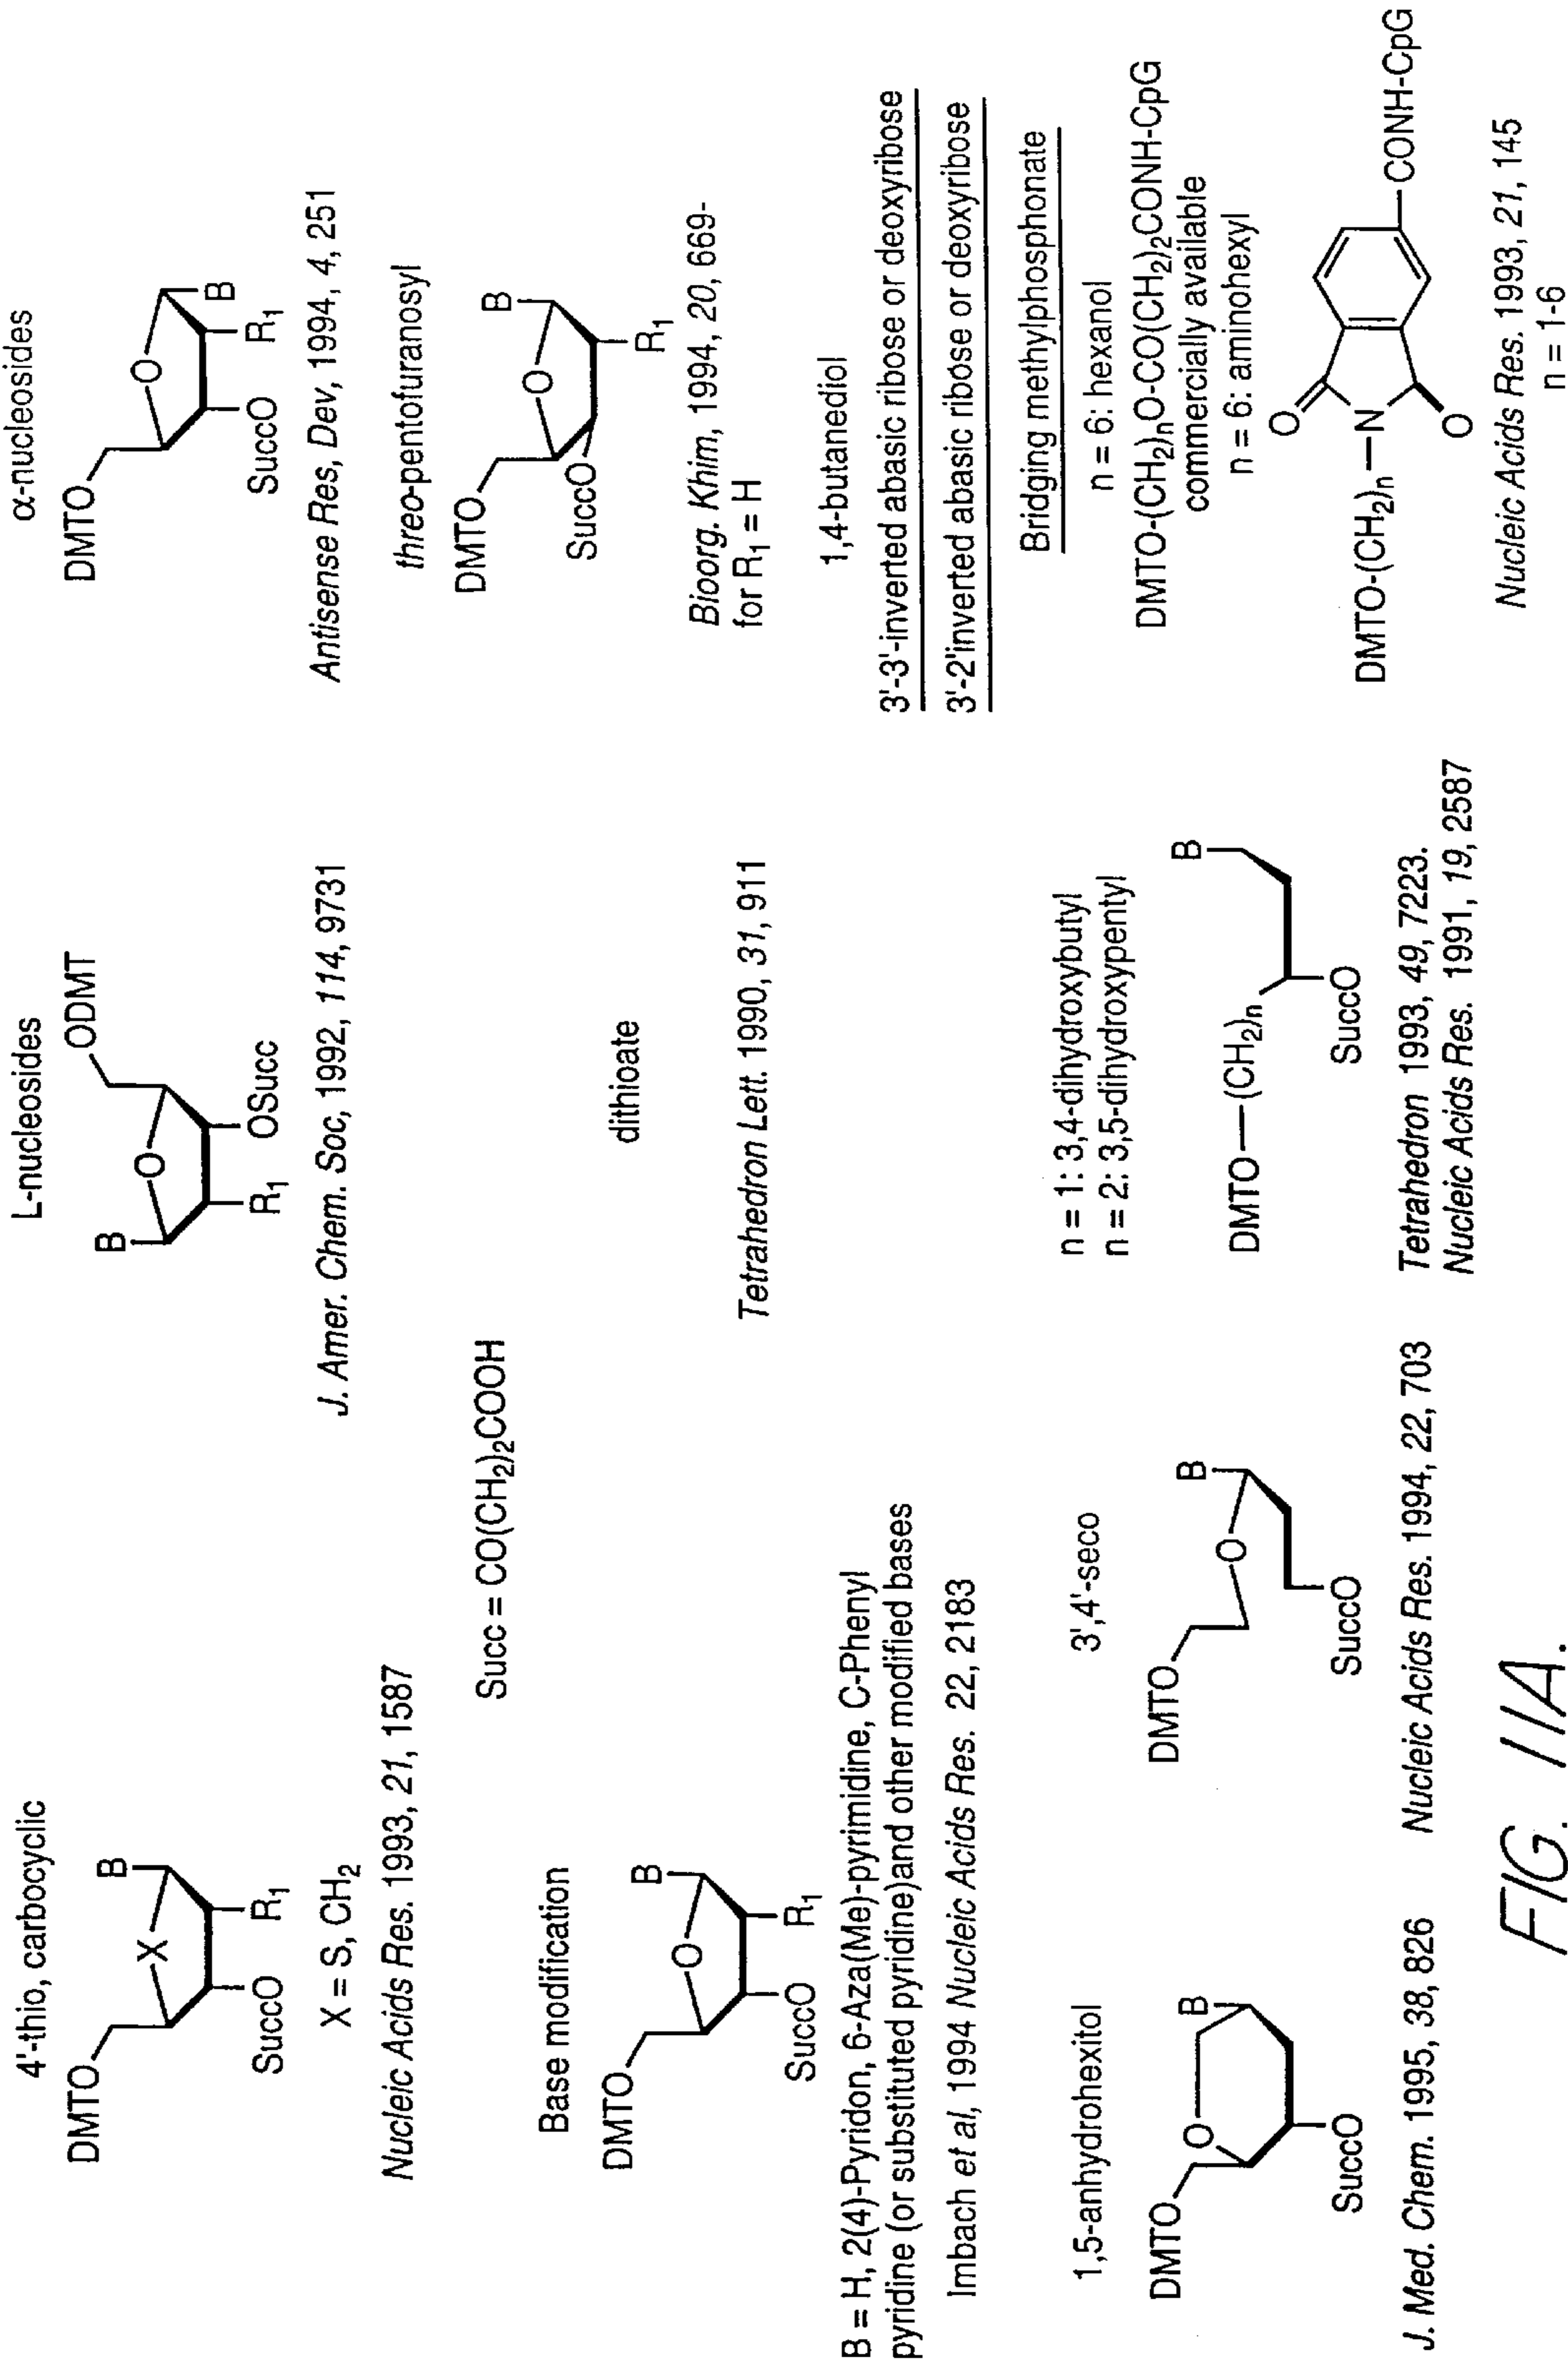 4'-thio, carbocyclic
DMTO
X
B
SuccO
R1
X = S, CH2
Nucleic Acids Res. 1993, 21, 1587
L-nucleosides
B
O
ODMT
R1
OSucc
J. Amer. Chem. Soc, 1992, 114, 9731
α-nucleosides
DMTO
O
B
SuccO
R1
Antisense Res, Dev, 1994, 4, 251
Succ = CO(CH2)2COOH
threo-pentofuranosyl
DMTO
O
B
SuccO
R1
Bioorg. Khim, 1994, 20, 669-
for R1 = H
Base modification
DMTO
O
B
SuccO
R1
B = H, 2(4)-Pyridon, 6-Aza(Me)-pyrimidine, C-Phenyl
pyridine (or substituted pyridine)and other modified bases
Imbach et al, 1994 Nucleic Acids Res. 22, 2183
dithioate
Tetrahedron Lett. 1990, 31, 911
1,4-butanediol
3'-3'-inverted abasic ribose or deoxyribose
3'-2'inverted abasic ribose or deoxyribose
1,5-anhydrohexitol
DMTO
O
B
SuccO
J. Med. Chem. 1995, 38, 826
3',4'-seco
DMTO
O
B
SuccO
Nucleic Acids Res. 1994, 22, 703
n = 1: 3,4-dihydroxybutyl
n = 2: 3,5-dihydroxypentyl
DMTO—(CH2)n
B
SuccO
Tetrahedron 1993, 49, 7223.
Nucleic Acids Res. 1991, 19, 2587
Bridging methylphosphonate
n = 6: hexanol
DMTO-(CH2)nO-CO(CH2)2CONH-CpG
commercially available
n = 6: aminohexyl
O
DMTO-(CH2)n—N
CONH-CpG
O
Nucleic Acids Res. 1993, 21, 145
n = 1-6
FIG. 11A.